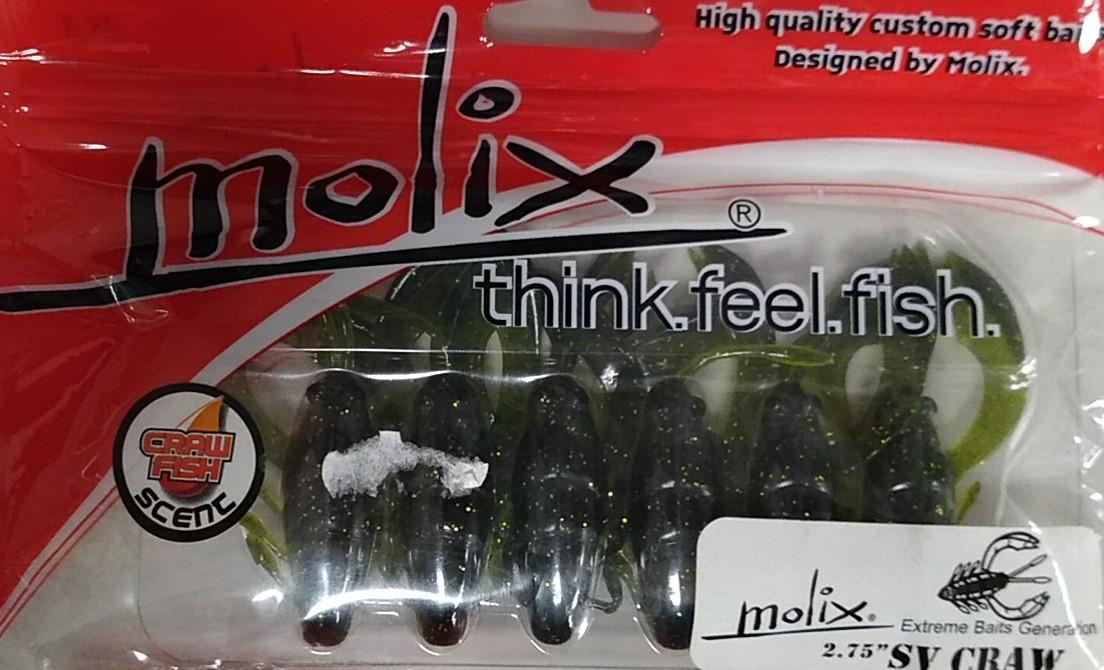 High quality custom soft baits
Designed by Molix.
molix®
think.feel.fish.
CRAW
FISH
SCENT
molix®
Extreme Baits Generation
2.75" SV CRAW